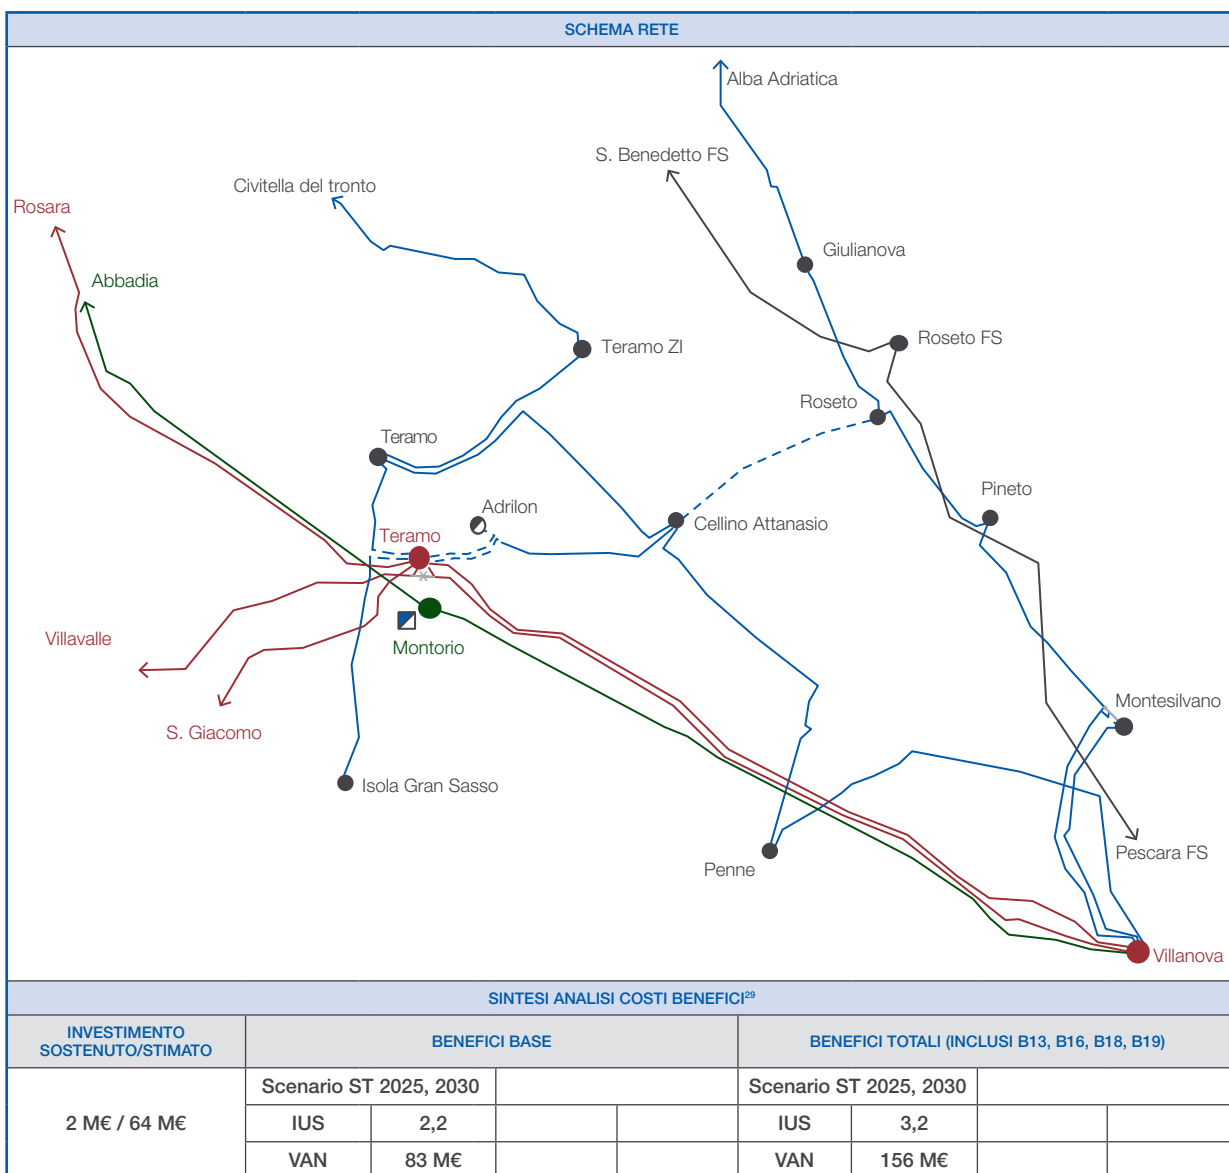 SCHEMA RETE
Alba Adriatica
S. Benedetto FS
Civitella del tronto
Rosara
Giulianova
Abbadia
Roseto FS
Teramo ZI
Roseto
Teramo
Pineto
Adrilon
Cellino Attanasio
Teramo
Villavalle
Montorio
Montesilvano
S. Giacomo
Isola Gran Sasso
Pescara FS
Penne
Villanova
SINTESI ANALISI COSTI BENEFICI29
INVESTIMENTO
SOSTENUTO/STIMATO
BENEFICI BASE
BENEFICI TOTALI (INCLUSI B13, B16, B18, B19)
Scenario ST 2025, 2030
Scenario ST 2025, 2030
2 M€ / 64 M€
IUS
2,2
IUS
3,2
VAN
83 M€
VAN
156 M€